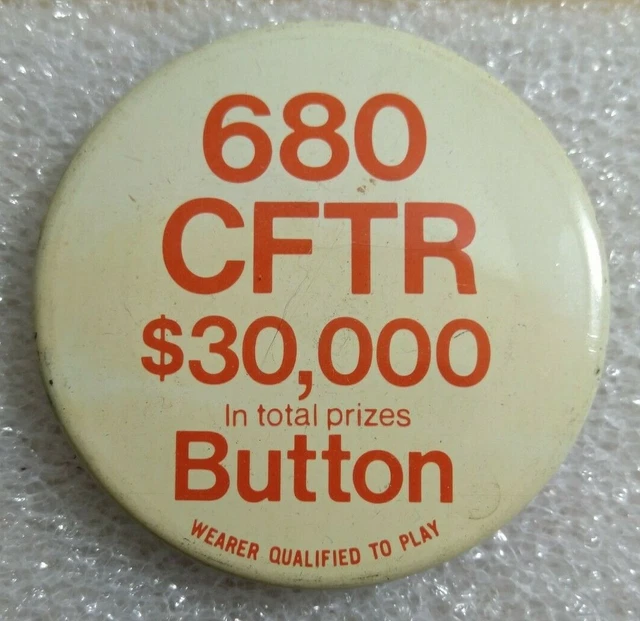 680
CFTR
$30,000
In total prizes
Button
WEARER QUALIFIED TO PLAY